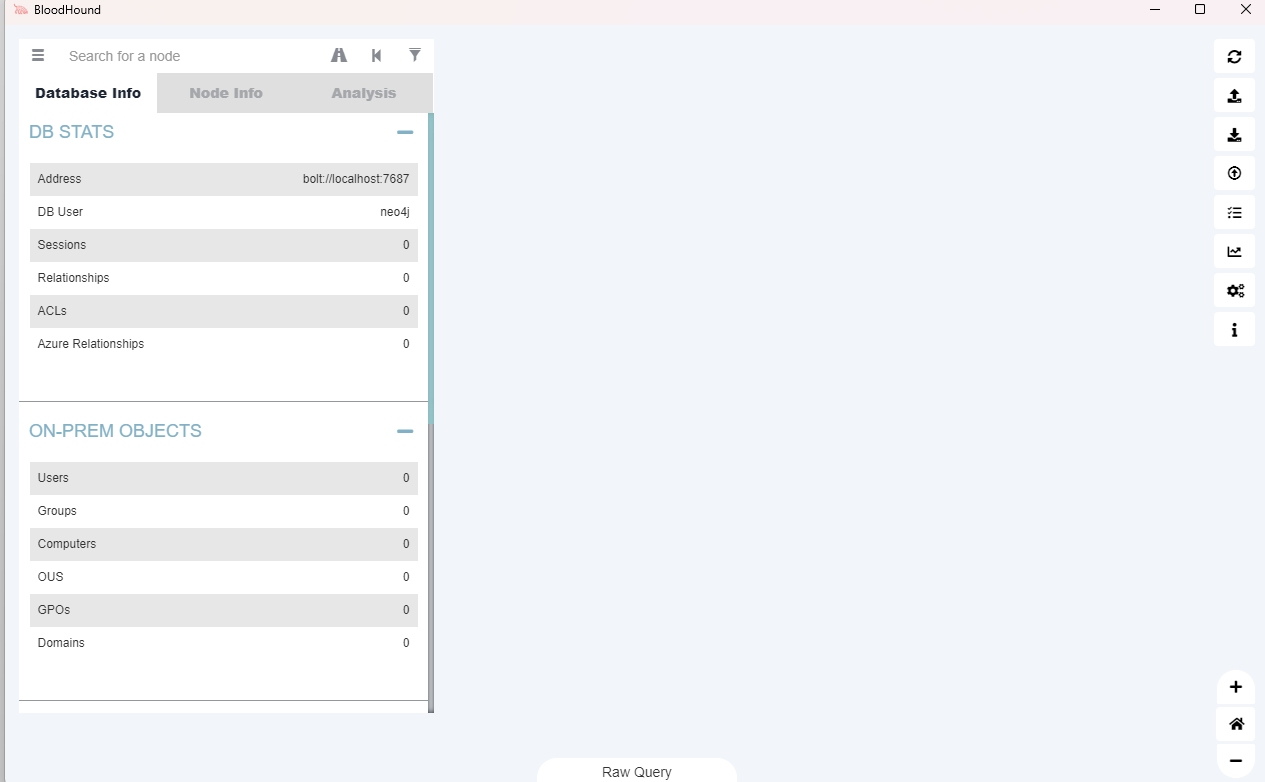 BloodHound
Search for a node
Database Info Node Info Analysis
DB STATS
Address bolt://localhost:7687
DB User neo4j
Sessions 0
Relationships 0
ACLs 0
Azure Relationships 0
ON-PREM OBJECTS
Users 0
Groups 0
Computers 0
OUS 0
GPOs 0
Domains 0
Raw Query